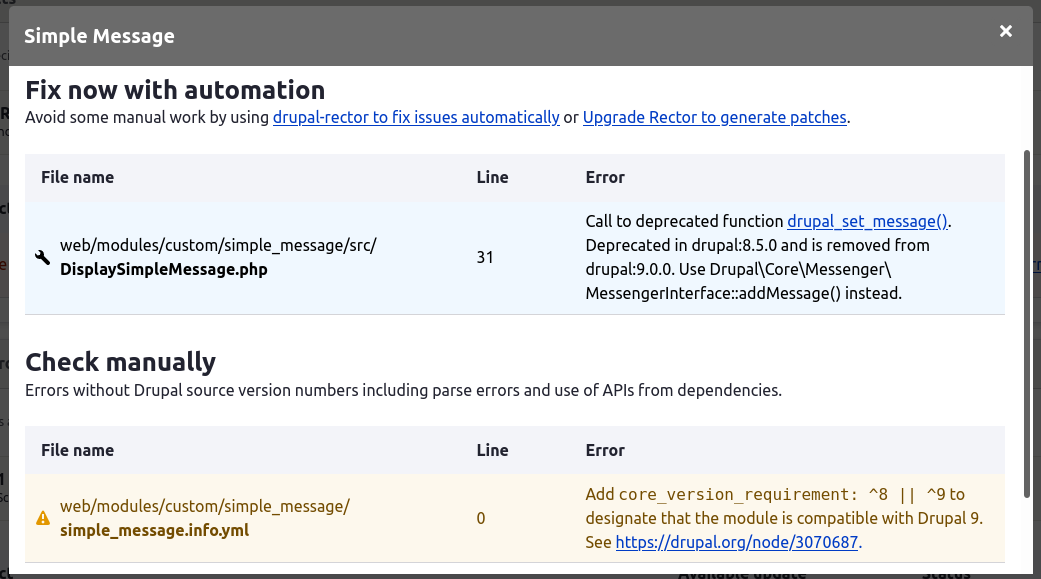 Simple Message
Fix now with automation
Avoid some manual work by using drupal-rector to fix issues automatically or Upgrade Rector to generate patches.
File name Line Error
web/modules/custom/simple_message/src/
DisplaySimpleMessage.php
31
Call to deprecated function drupal_set_message().
Deprecated in drupal:8.5.0 and is removed from
drupal:9.0.0. Use Drupal\Core\Messenger\
MessengerInterface::addMessage() instead.
Check manually
Errors without Drupal source version numbers including parse errors and use of APIs from dependencies.
File name Line Error
web/modules/custom/simple_message/
simple_message.info.yml
0
Add core_version_requirement: ^8 || ^9 to
designate that the module is compatible with Drupal 9.
See https://drupal.org/node/3070687.